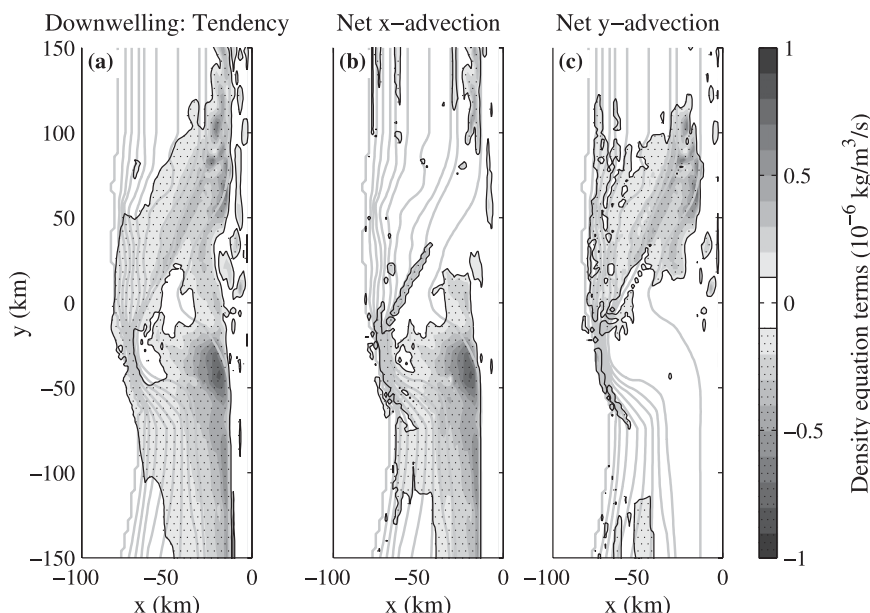 Downwelling: Tendency
Net x−advection
Net y−advection
(a)
(b)
(c)
150
100
50
0
−50
−100
−150
y (km)
−100
−50
0
x (km)
−100
−50
0
x (km)
−100
−50
0
x (km)
1
0.5
0
−0.5
−1
Density equation terms (10⁻⁶ kg/m³/s)